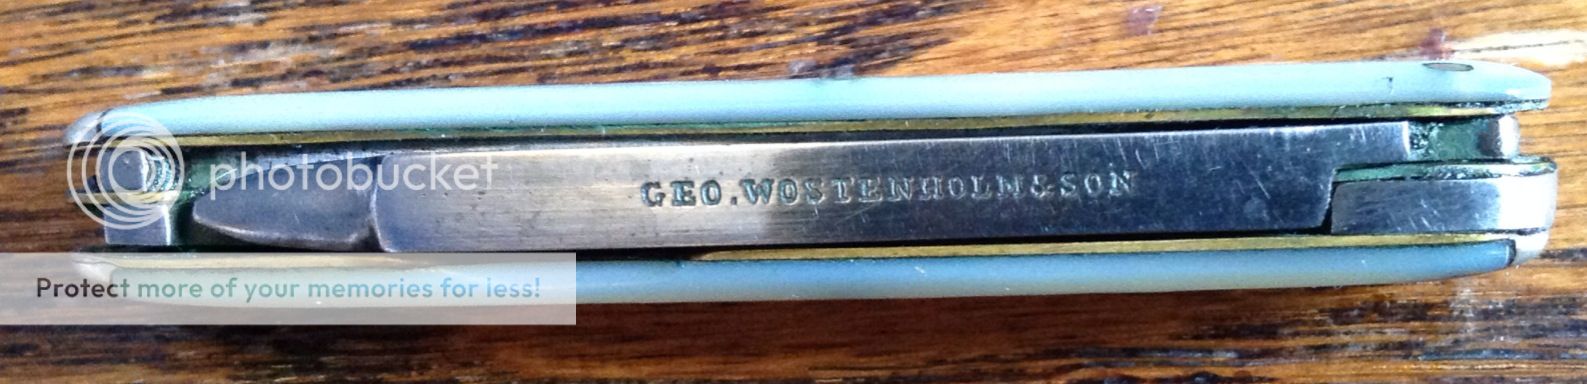 photobucket
GEO.WOSTENHOLM&SON
Protect more of your memories for less!